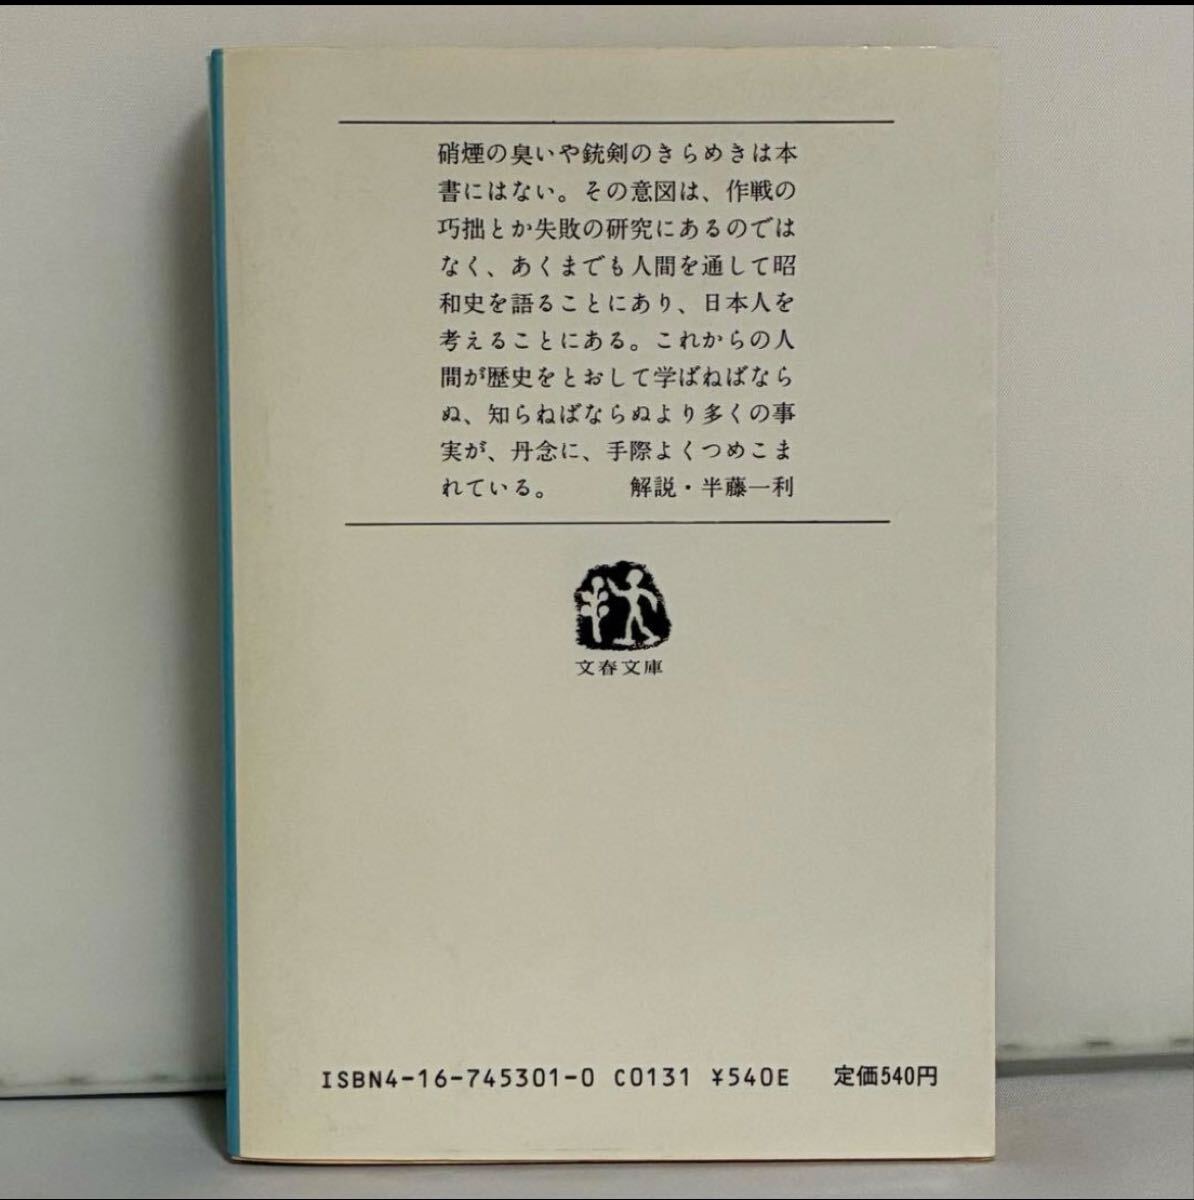 硝煙の臭いや銃剣のきらめきは本
書にはない。その意図は、作戦の
巧拙とか失敗の研究にあるのでは
なく、あくまでも人間を通して昭
和史を語ることにあり、日本人を
考えることにある。これからの人
間が歴史をとおして学ばねばなら
ぬ、知らねばならぬより多くの事
実が、丹念に、手際よくつめこま
れている。　　　解説・半藤一利
文春文庫
ISBN4-16-745301-0 C0131 ¥540E　定価540円